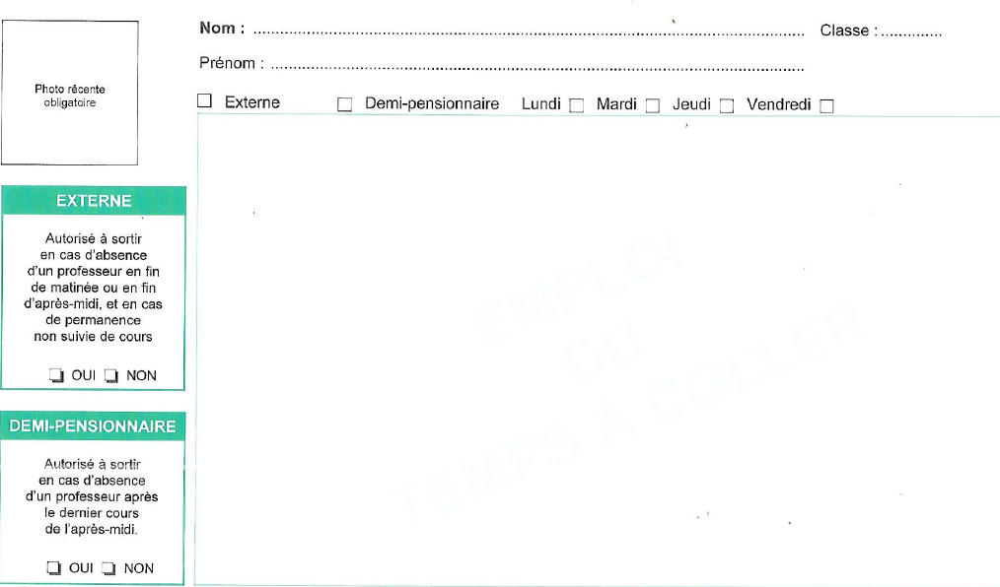 Nom : ........................................................................................................................ Classe : ..............
Prénom : ....................................................................................................................
Photo récente
obligatoire
Externe Demi-pensionnaire Lundi Mardi Jeudi Vendredi
EXTERNE
Autorisé à sortir
en cas d'absence
d'un professeur en fin
de matinée ou en fin
d'après-midi, et en cas
de permanence
non suivie de cours
OUI NON
DEMI-PENSIONNAIRE
Autorisé à sortir
en cas d'absence
d'un professeur après
le dernier cours
de l'après-midi.
OUI NON
EMPLOI
DU
TEMPS À COLLER